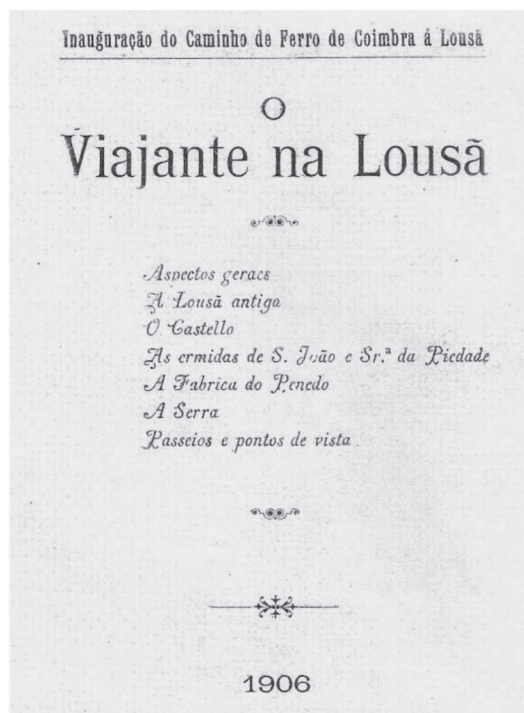 Inauguração do Caminho de Ferro de Coimbra á Lousã
O
Viajante na Lousã
Aspectos geraes
A Lousã antiga
O Castello
As ermidas de S. João e Sr.ª da Piedade
A Fabrica do Penedo
A Serra
Passeios e pontos de vista
1906